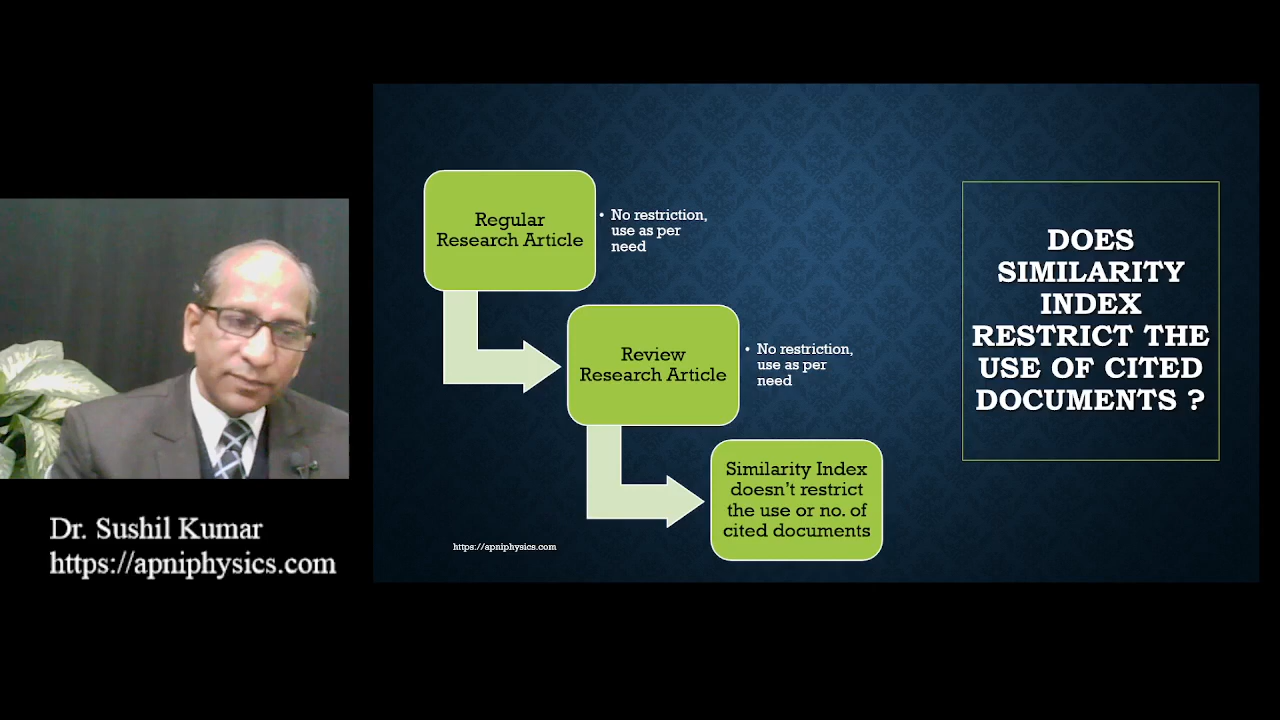 Regular
Research Article
• No restriction,
use as per
need
Review
Research Article
• No restriction,
use as per
need
Similarity Index
doesn't restrict
the use or no. of
cited documents
https://apniphysics.com
DOES
SIMILARITY
INDEX
RESTRICT THE
USE OF CITED
DOCUMENTS ?
Dr. Sushil Kumar
https://apniphysics.com